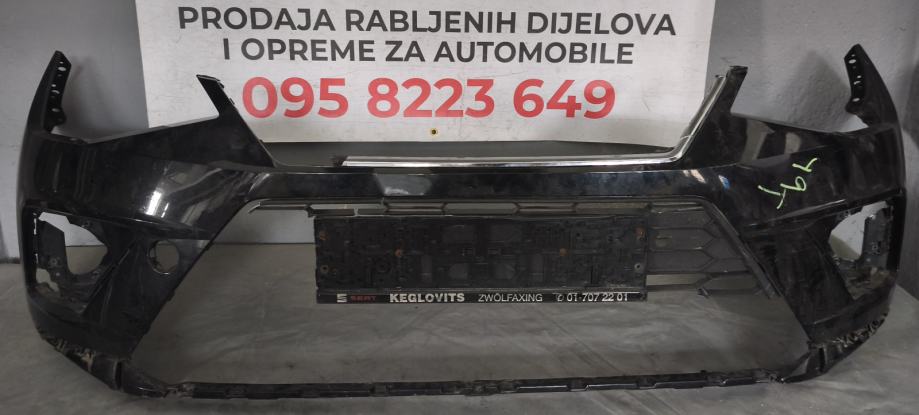 PRODAJA RABLJENIH DIJELOVA
I OPREME ZA AUTOMOBILE
095 8223 649
SEAT KEGLOVITS ZWÖLFAXING ✆ 01-707 22 01